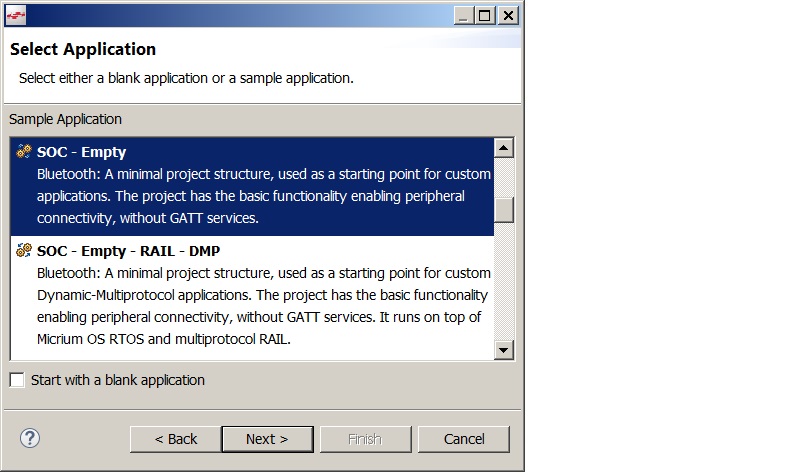 Select Application
Select either a blank application or a sample application.
Sample Application
SOC - Empty
Bluetooth: A minimal project structure, used as a starting point for custom
applications. The project has the basic functionality enabling peripheral
connectivity, without GATT services.
SOC - Empty - RAIL - DMP
Bluetooth: A minimal project structure, used as a starting point for custom
Dynamic-Multiprotocol applications. The project has the basic functionality
enabling peripheral connectivity, without GATT services. It runs on top of
Micrium OS RTOS and multiprotocol RAIL.
Start with a blank application
? < Back Next > Finish Cancel